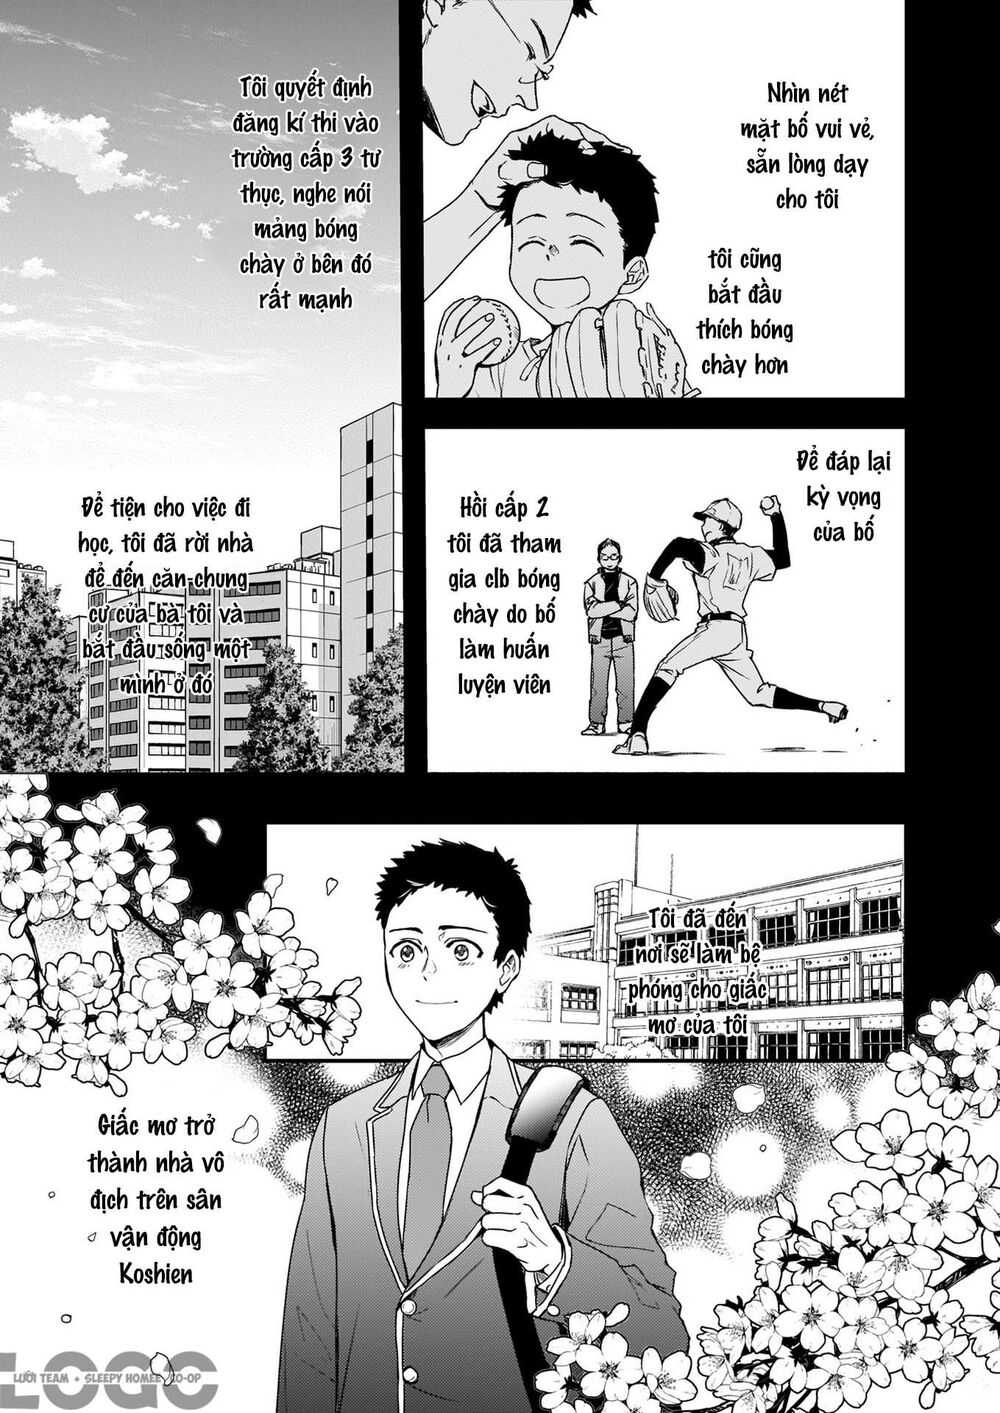 Nhìn nét
mặt bố vui vẻ,
sẵn lòng dạy
cho tôi
tôi cũng
bắt đầu
thích bóng
chày hơn
Để đáp lại
kỳ vọng
của bố
Hồi cấp 2
tôi đã tham
gia clb bóng
chày do bố
làm huấn
luyện viên
Tôi quyết định
đăng kí thi vào
trường cấp 3 tư
thục, nghe nói
mảng bóng
chày ở bên đó
rất mạnh
Để tiện cho việc đi
học, tôi đã rời nhà
để đến căn chung
cư của bà tôi và
bắt đầu sống một
mình ở đó
Tôi đã đến
nơi sẽ làm bệ
phóng cho giấc
mơ của tôi
Giấc mơ trở
thành nhà vô
địch trên sân
vận động
Koshien
LOGO
LƯỜI TEAM + SLEEPY HOMEE CO-OP